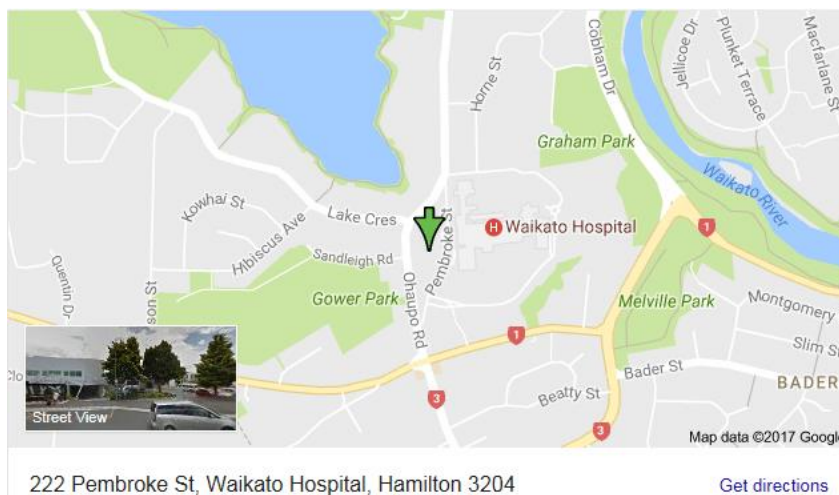 Cobham Dr
Jellicoe Dr
Plunket Terrace
Macfarlane St
Horne St
Graham Park
Waikato River
Kowhai St
Hibiscus Ave
Lake Cres
Pembroke St
H Waikato Hospital
1
Sandleigh Rd
Quentin Dr
son St
Gower Park
Ohaupo Rd
Melville Park
Montgomery
1
Slim St
Bader St
BADER
Clo
Beatty St
3
3
Street View
Map data ©2017 Google
222 Pembroke St, Waikato Hospital, Hamilton 3204
Get directions